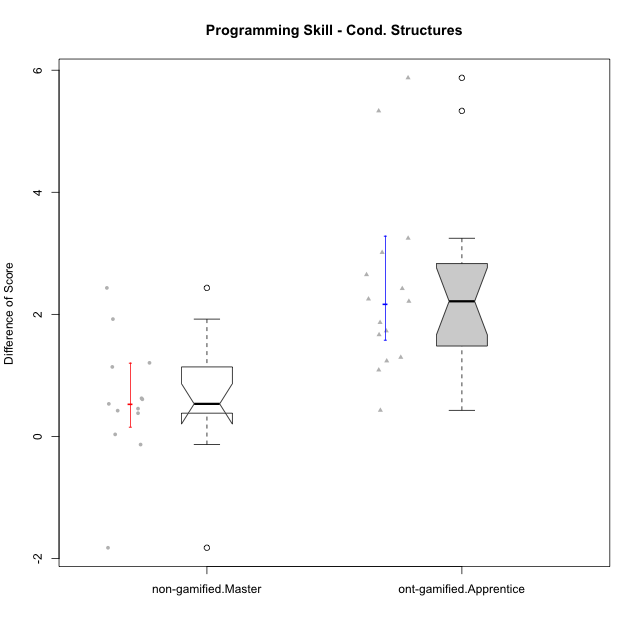 Programming Skill - Cond. Structures
Difference of Score
6
4
2
0
-2
non-gamified.Master
ont-gamified.Apprentice